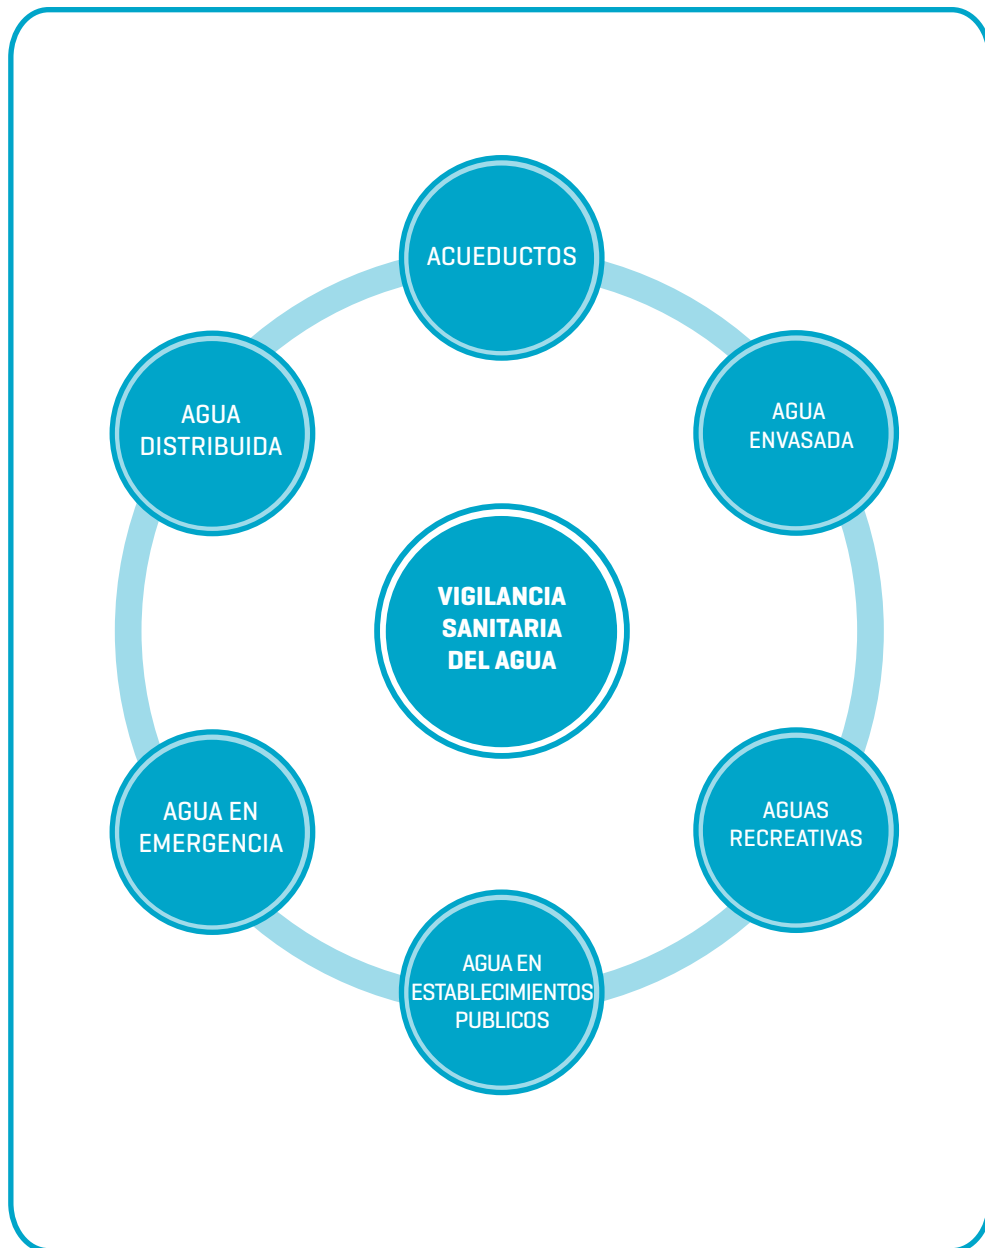 ACUEDUCTOS
AGUA
ENVASADA
AGUAS
RECREATIVAS
AGUA EN
ESTABLECIMIENTOS
PUBLICOS
AGUA EN
EMERGENCIA
AGUA
DISTRIBUIDA
VIGILANCIA
SANITARIA
DEL AGUA